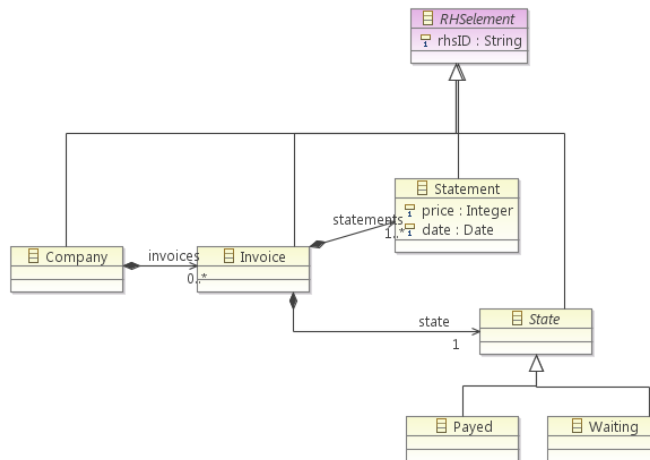 RHSelement
rhsID : String
Statement
price : Integer
date : Date
statements
1..*
Company
invoices
0..*
Invoice
state
1
State
Payed
Waiting